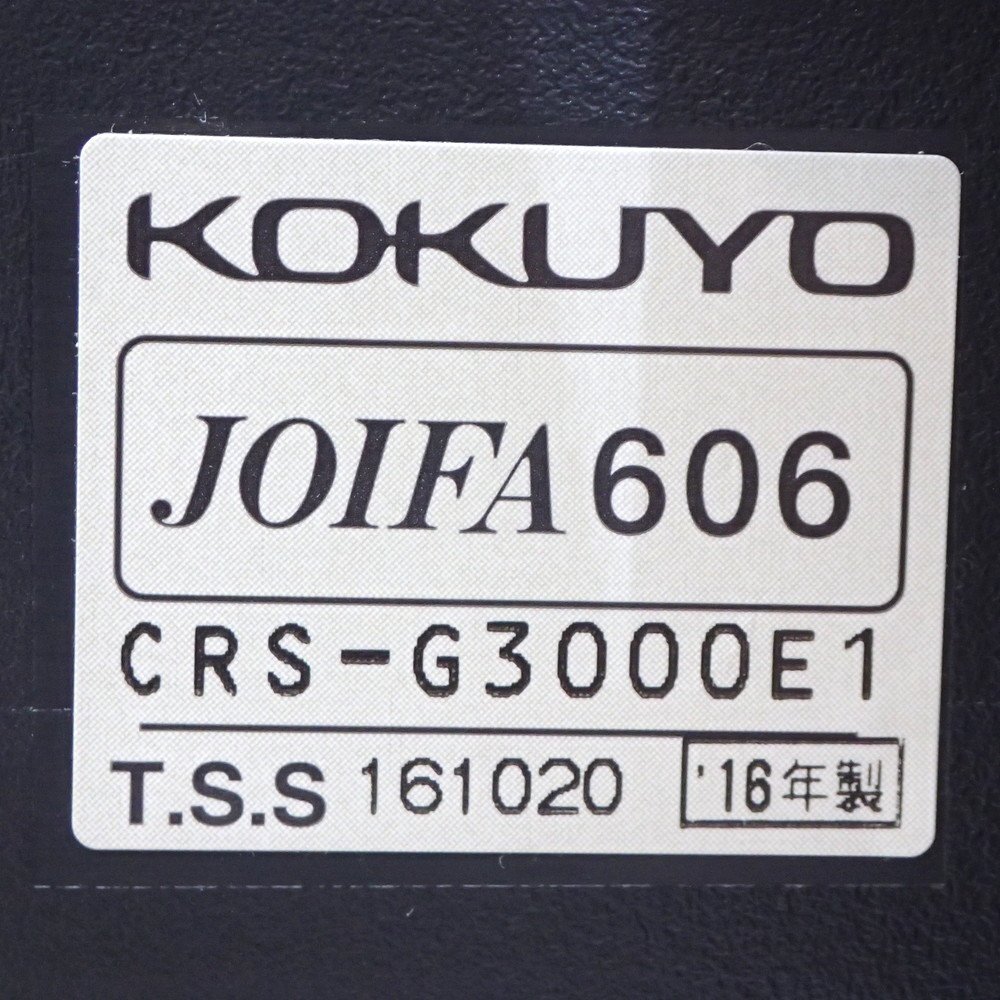 KOKUYO
JOIFA 606
CRS-G3000E1
T.S.S 161020 '16年製